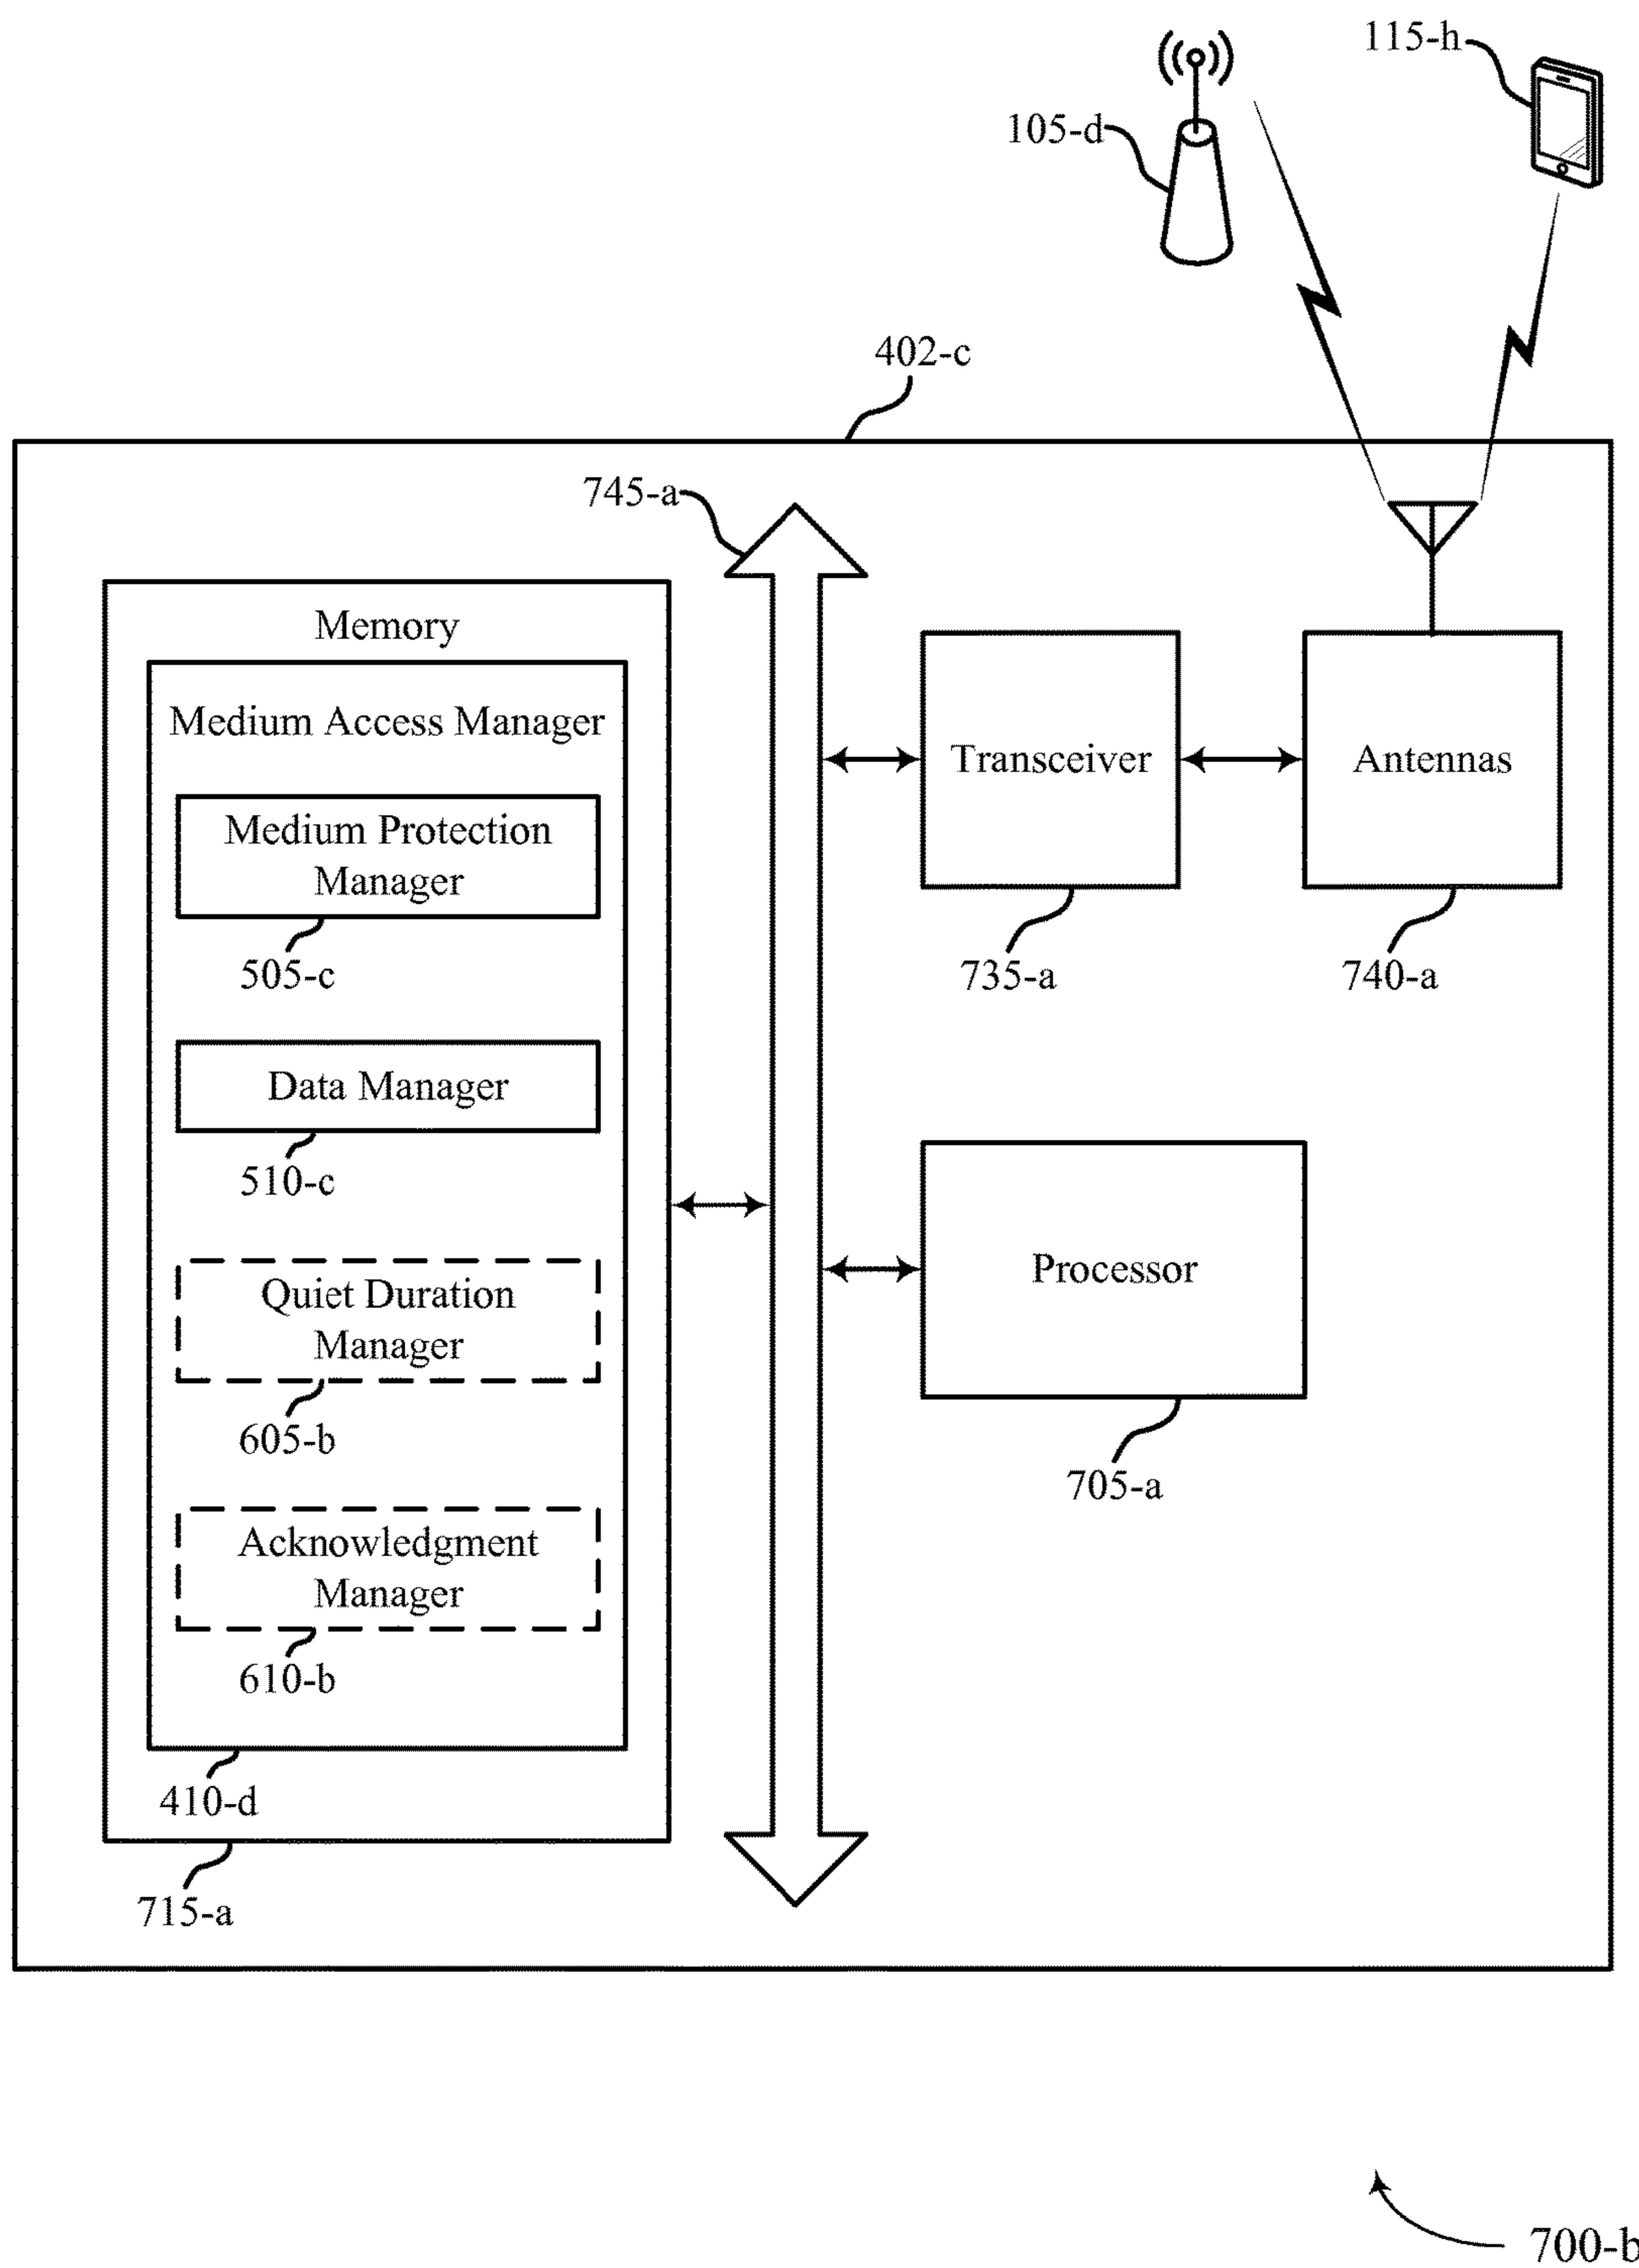 115-h
105-d
402-c
745-a
Memory
Medium Access Manager
Medium Protection
Manager
505-c
Data Manager
510-c
Quiet Duration
Manager
605-b
Acknowledgment
Manager
610-b
410-d
715-a
Transceiver
735-a
Antennas
740-a
Processor
705-a
700-b